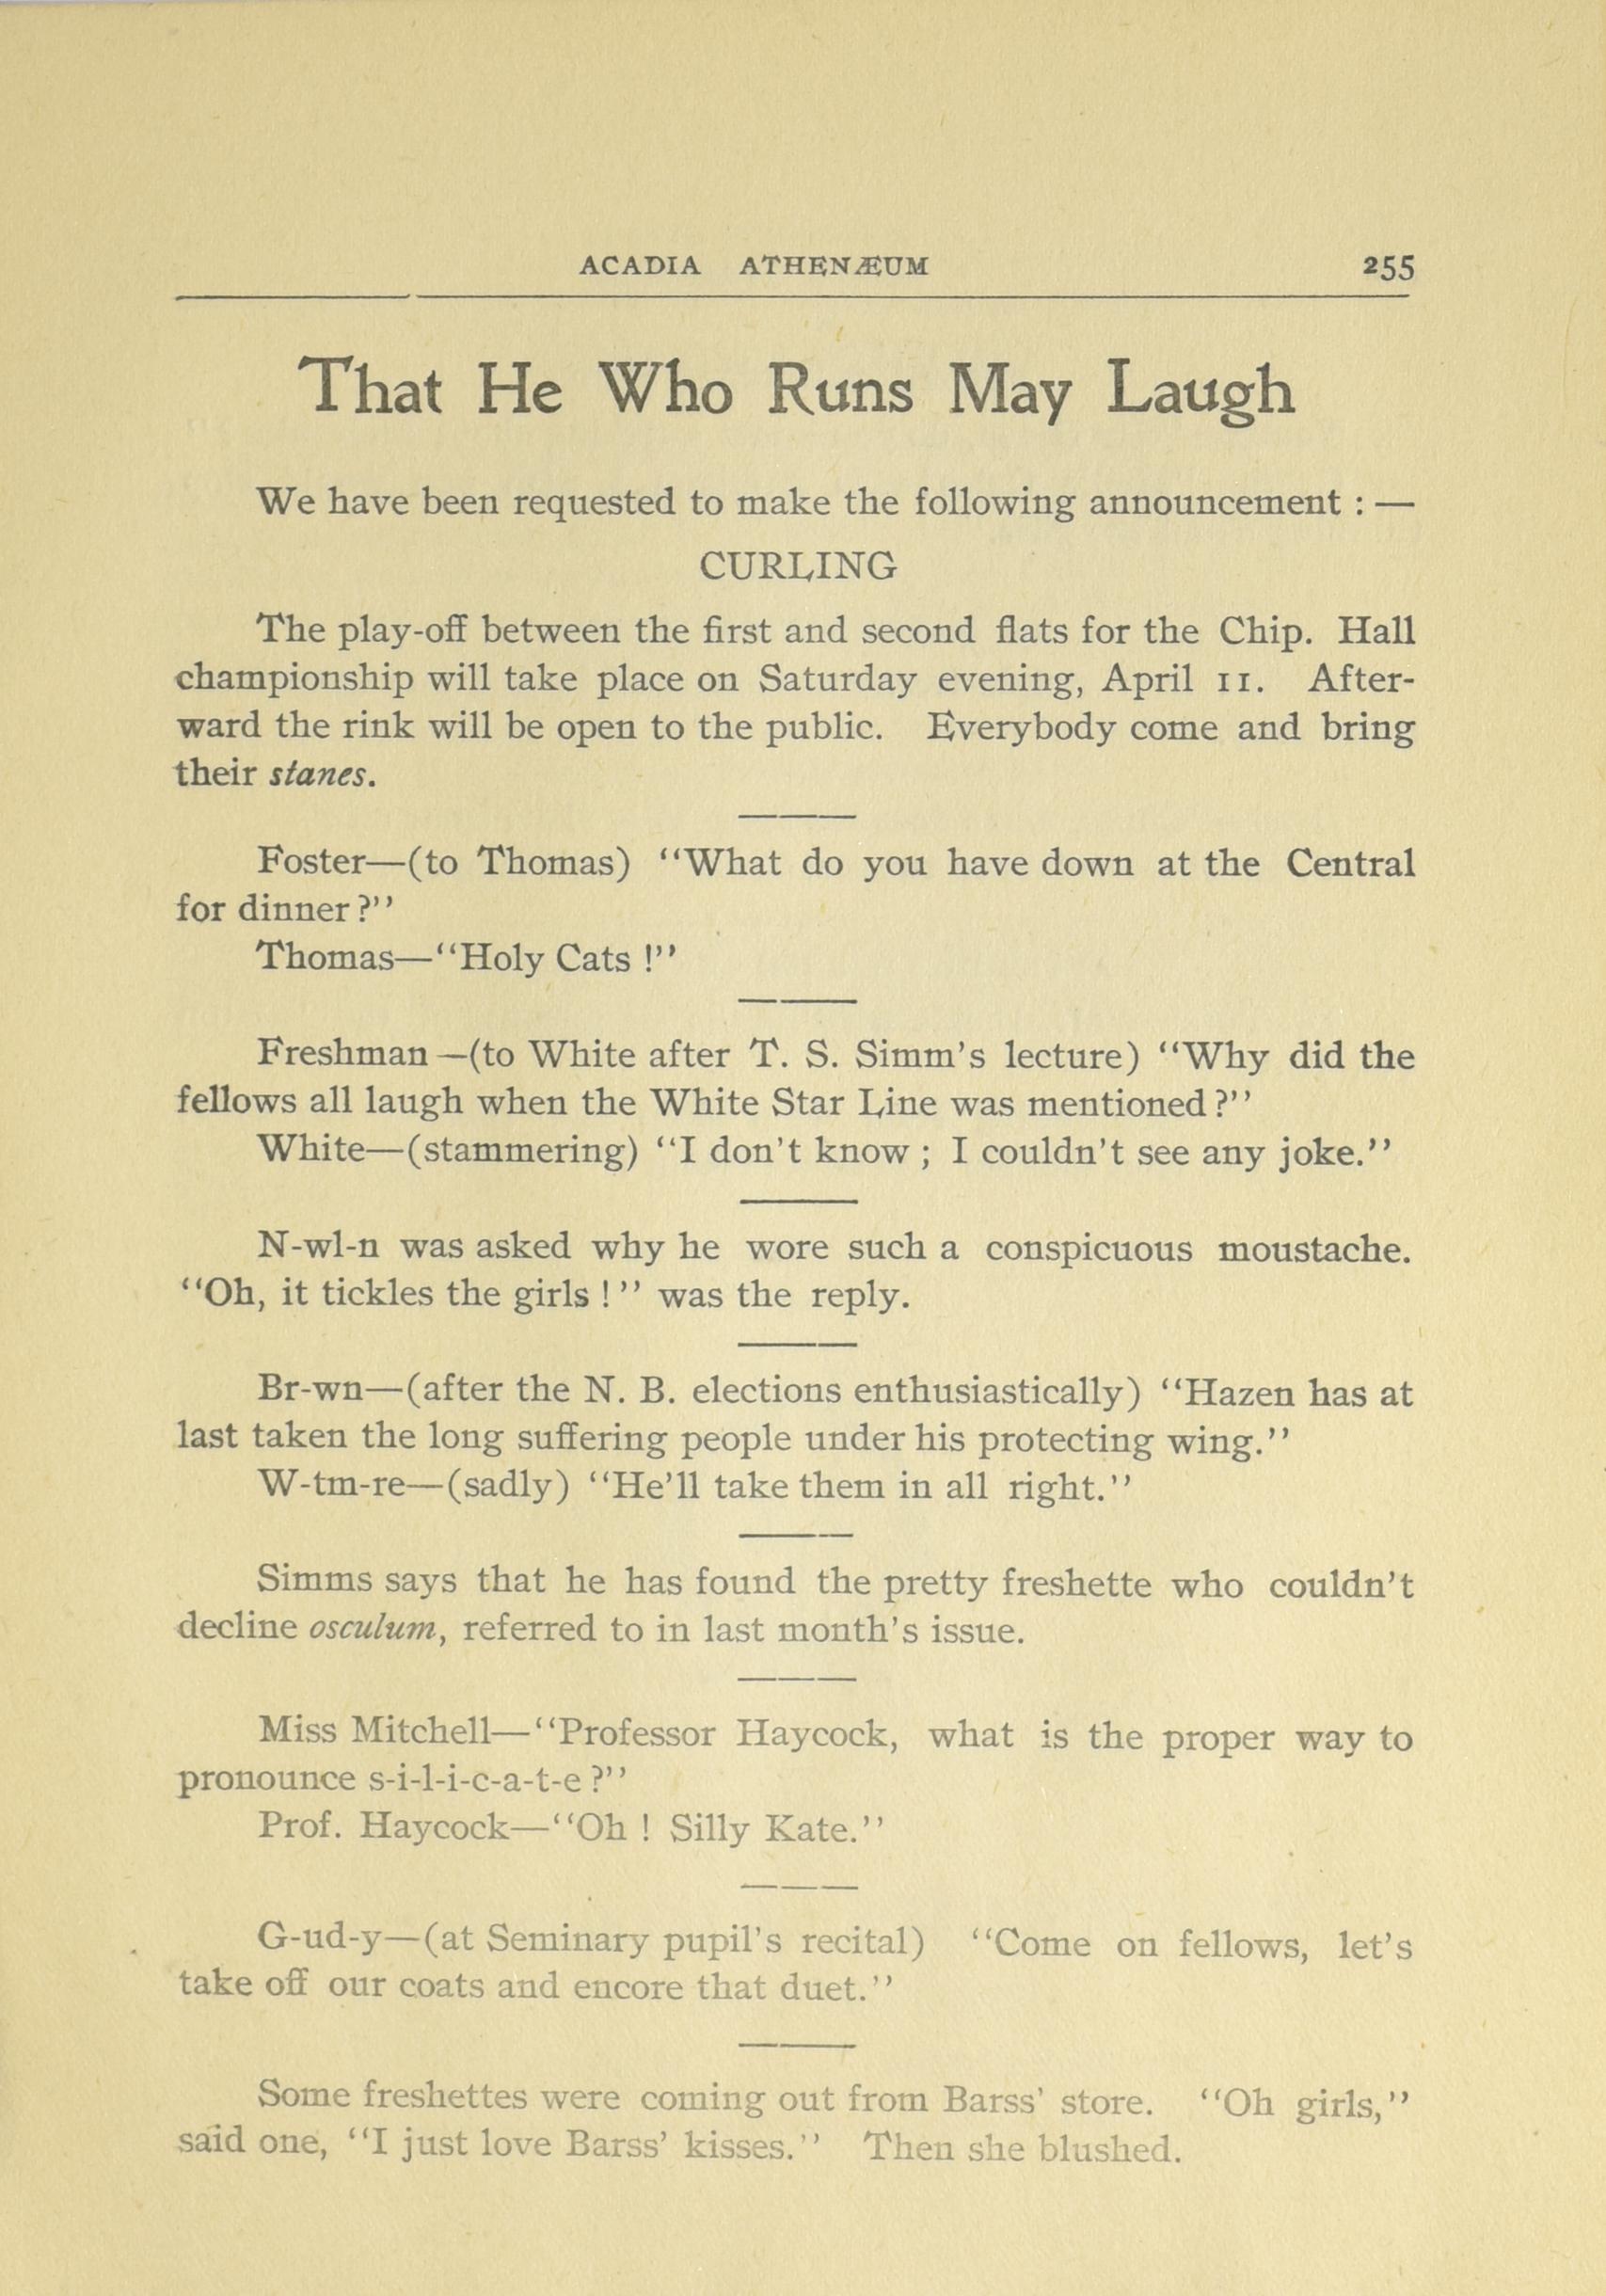 ACADIA ATHENÆUM 255
That He Who Runs May Laugh
We have been requested to make the following announcement : —
CURLING
The play-off between the first and second flats for the Chip. Hall
championship will take place on Saturday evening, April 11. After-
ward the rink will be open to the public. Everybody come and bring
their stanes.
Foster—(to Thomas) "What do you have down at the Central
for dinner?"
Thomas—"Holy Cats !"
Freshman—(to White after T. S. Simm's lecture) "Why did the
fellows all laugh when the White Star Line was mentioned?"
White—(stammering) "I don't know ; I couldn't see any joke."
N-wl-n was asked why he wore such a conspicuous moustache.
"Oh, it tickles the girls !" was the reply.
Br-wn—(after the N. B. elections enthusiastically) "Hazen has at
last taken the long suffering people under his protecting wing."
W-tm-re—(sadly) "He'll take them in all right."
Simms says that he has found the pretty freshette who couldn't
decline osculum, referred to in last month's issue.
Miss Mitchell—"Professor Haycock, what is the proper way to
pronounce s-i-l-i-c-a-t-e?"
Prof. Haycock—"Oh ! Silly Kate."
G-ud-y—(at Seminary pupil's recital) "Come on fellows, let's
take off our coats and encore that duet."
Some freshettes were coming out from Barss' store. "Oh girls,"
said one, "I just love Barss' kisses." Then she blushed.